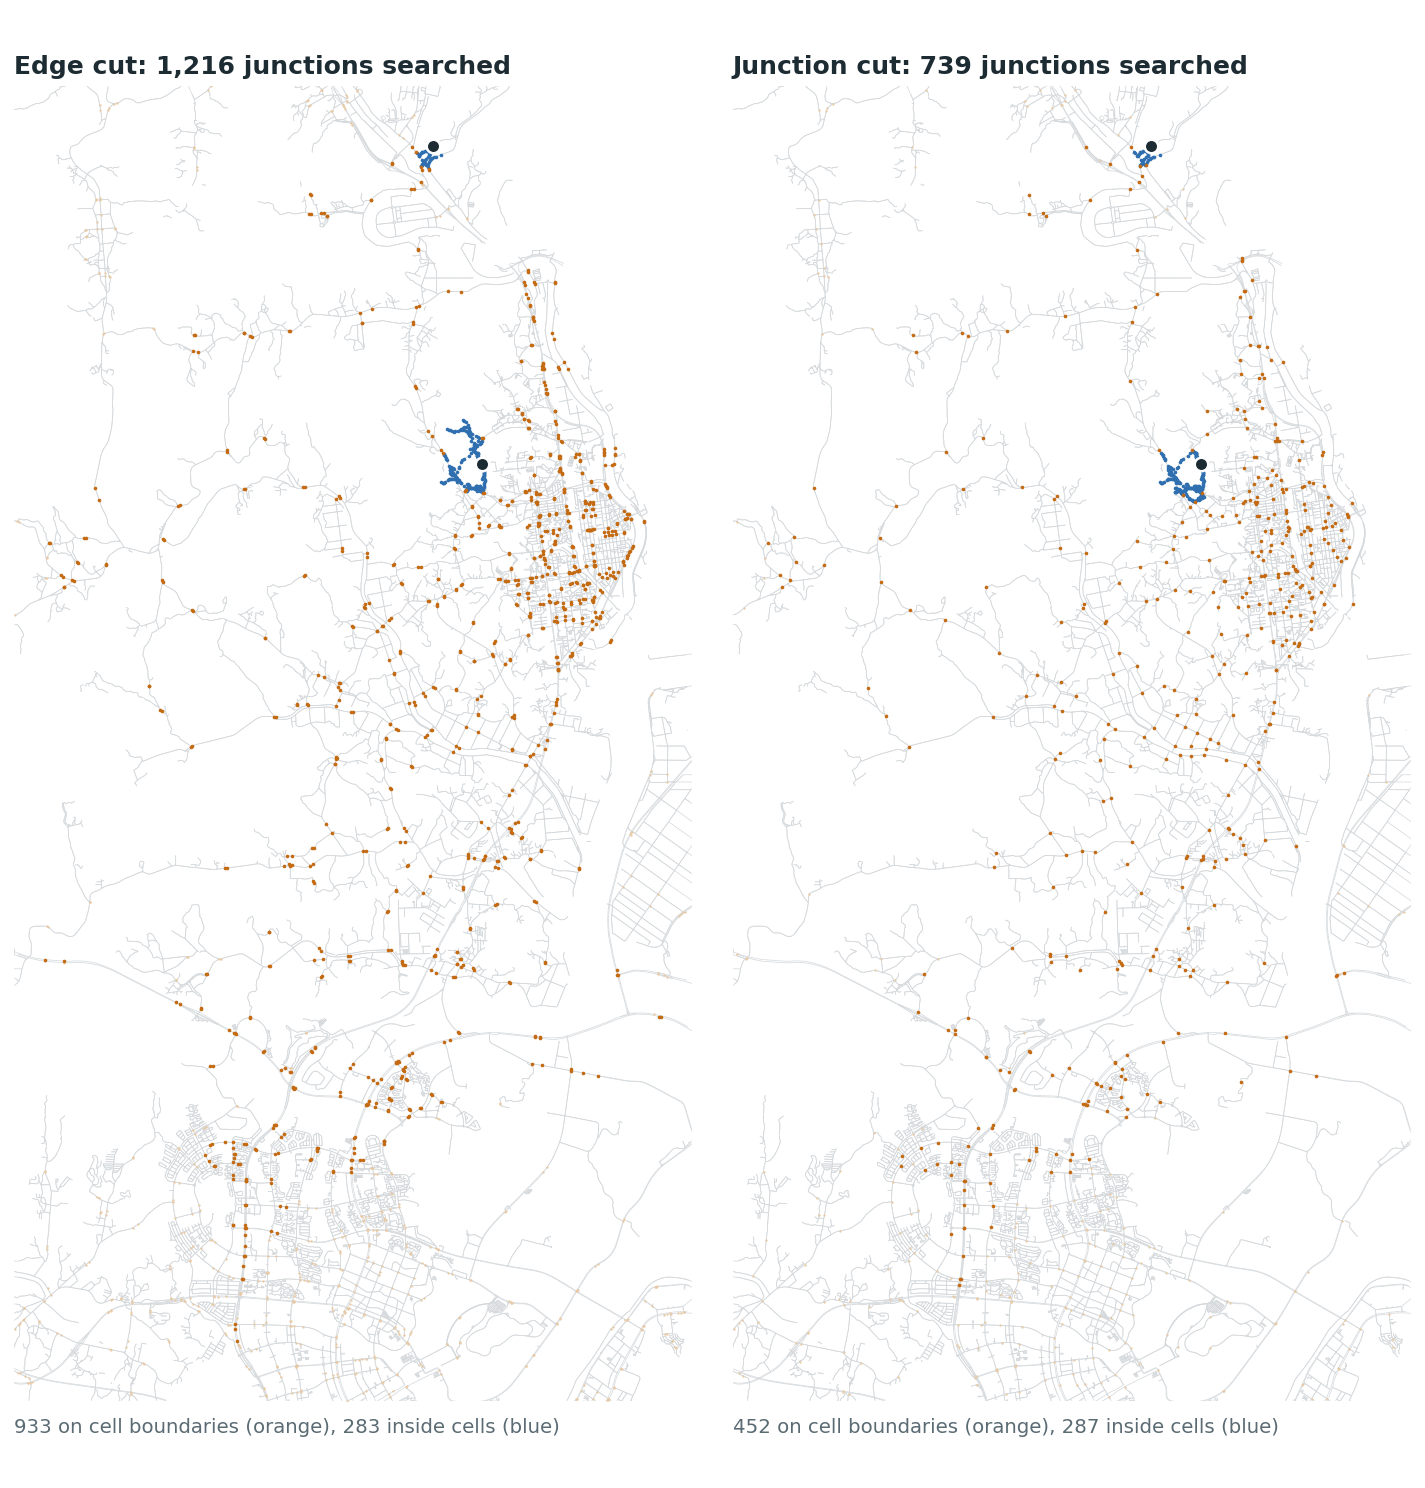 Edge cut: 1,216 junctions searched
Junction cut: 739 junctions searched
933 on cell boundaries (orange), 283 inside cells (blue)
452 on cell boundaries (orange), 287 inside cells (blue)